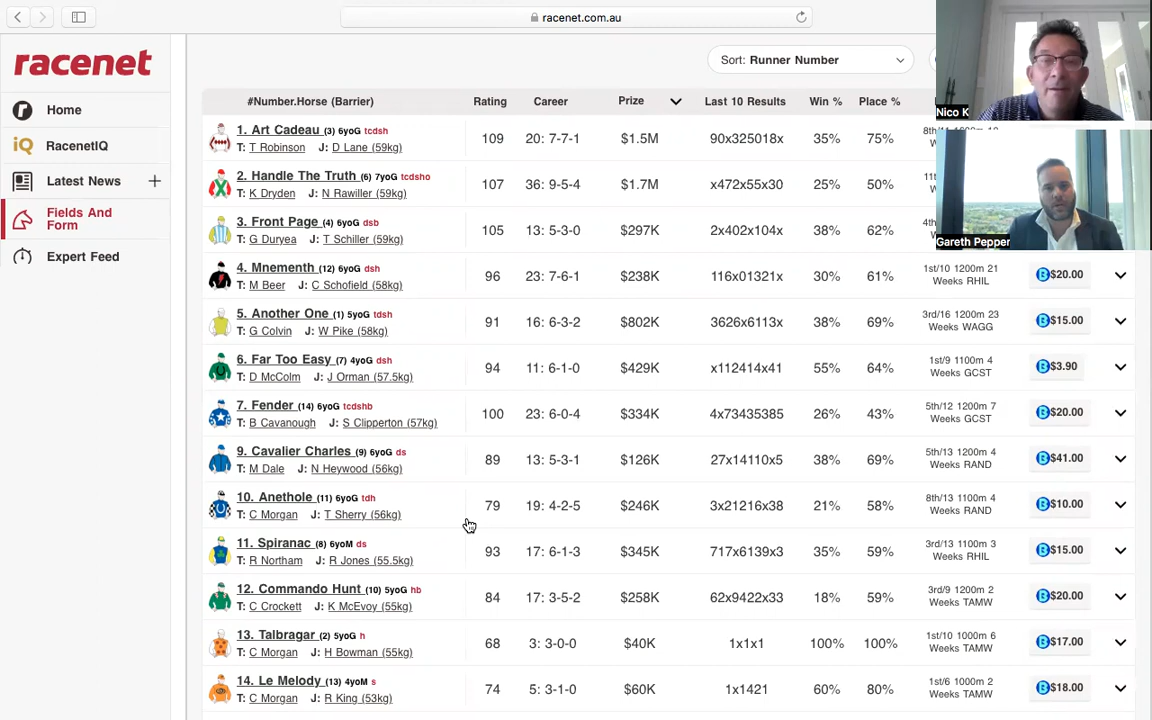 racenet.com.au
racenet
Home
iQ RacenetIQ
Latest News
Fields And
Form
Expert Feed
Sort: Runner Number
Nico K
Gareth Pepper
#Number.Horse (Barrier) Rating Career Prize Last 10 Results Win % Place %
1. Art Cadeau (3) 6yoG tcdsh
T: T Robinson J: D Lane (59kg)
109 20: 7-7-1 $1.5M 90x325018x 35% 75%
2. Handle The Truth (6) 7yoG tcdsho
T: K Dryden J: N Rawiller (59kg)
107 36: 9-5-4 $1.7M x472x55x30 25% 50%
3. Front Page (4) 6yoG dsb
T: G Duryea J: T Schiller (59kg)
105 13: 5-3-0 $297K 2x402x104x 38% 62%
4. Mnementh (12) 6yoG dsh
T: M Beer J: C Schofield (58kg)
96 23: 7-6-1 $238K 116x01321x 30% 61%
1st/10 1200m 21
Weeks RHIL
$20.00
5. Another One (1) 5yoG tdsh
T: G Colvin J: W Pike (58kg)
91 16: 6-3-2 $802K 3626x6113x 38% 69%
3rd/16 1200m 23
Weeks WAGG
$15.00
6. Far Too Easy (7) 4yoG dsh
T: D McColm J: J Orman (57.5kg)
94 11: 6-1-0 $429K x112414x41 55% 64%
1st/9 1100m 4
Weeks GCST
$3.90
7. Fender (14) 6yoG tcdshb
T: B Cavanough J: S Clipperton (57kg)
100 23: 6-0-4 $334K 4x73435385 26% 43%
5th/12 1200m 7
Weeks GCST
$20.00
9. Cavalier Charles (9) 6yoG ds
T: M Dale J: N Heywood (56kg)
89 13: 5-3-1 $126K 27x14110x5 38% 69%
5th/13 1200m 4
Weeks RAND
$41.00
10. Anethole (11) 6yoG tdh
T: C Morgan J: T Sherry (56kg)
79 19: 4-2-5 $246K 3x21216x38 21% 58%
8th/13 1100m 4
Weeks RAND
$10.00
11. Spiranac (8) 6yoM ds
T: R Northam J: R Jones (55.5kg)
93 17: 6-1-3 $345K 717x6139x3 35% 59%
3rd/13 1100m 3
Weeks RHIL
$15.00
12. Commando Hunt (10) 5yoG hb
T: C Crockett J: K McEvoy (55kg)
84 17: 3-5-2 $258K 62x9422x33 18% 59%
3rd/9 1200m 2
Weeks TAMW
$20.00
13. Talbragar (2) 5yoG h
T: C Morgan J: H Bowman (55kg)
68 3: 3-0-0 $40K 1x1x1 100% 100%
1st/10 1000m 6
Weeks TAMW
$17.00
14. Le Melody (13) 4yoM s
T: C Morgan J: R King (53kg)
74 5: 3-1-0 $60K 1x1421 60% 80%
1st/6 1000m 2
Weeks TAMW
$18.00